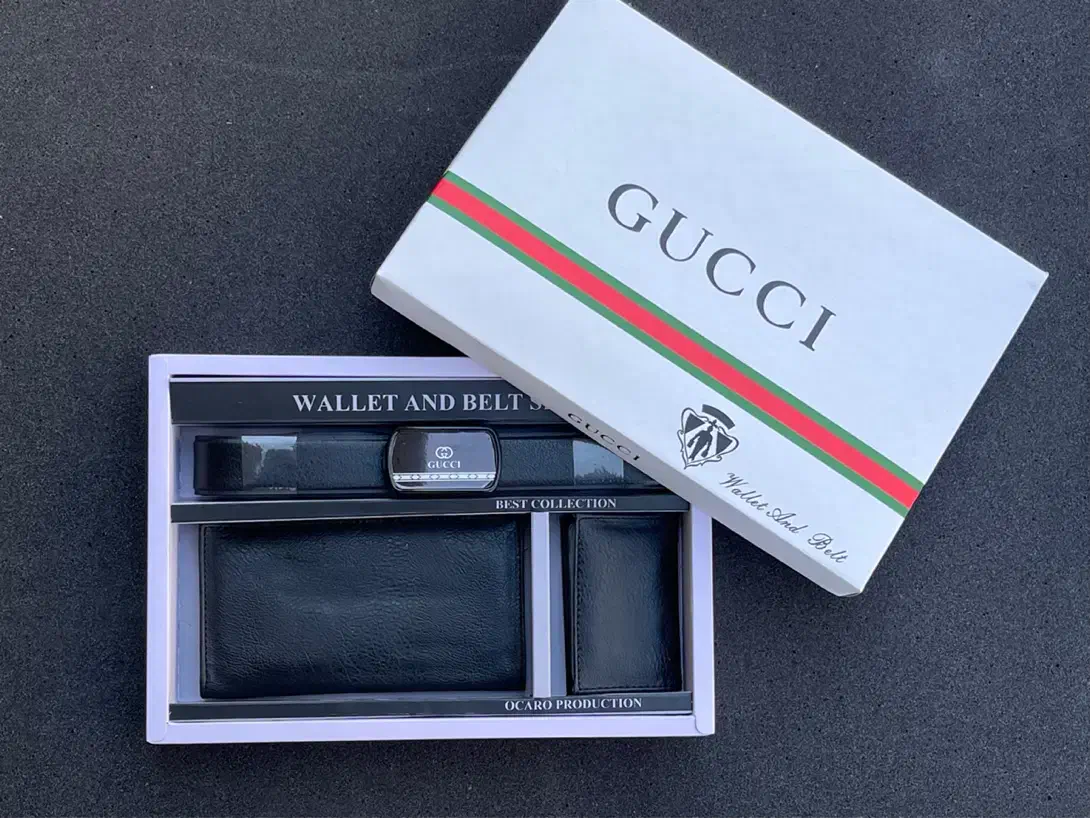 GUCCI
Wallet And Belt
GUCCI
WALLET AND BELT
GUCCI
BEST COLLECTION
OCARO PRODUCTION